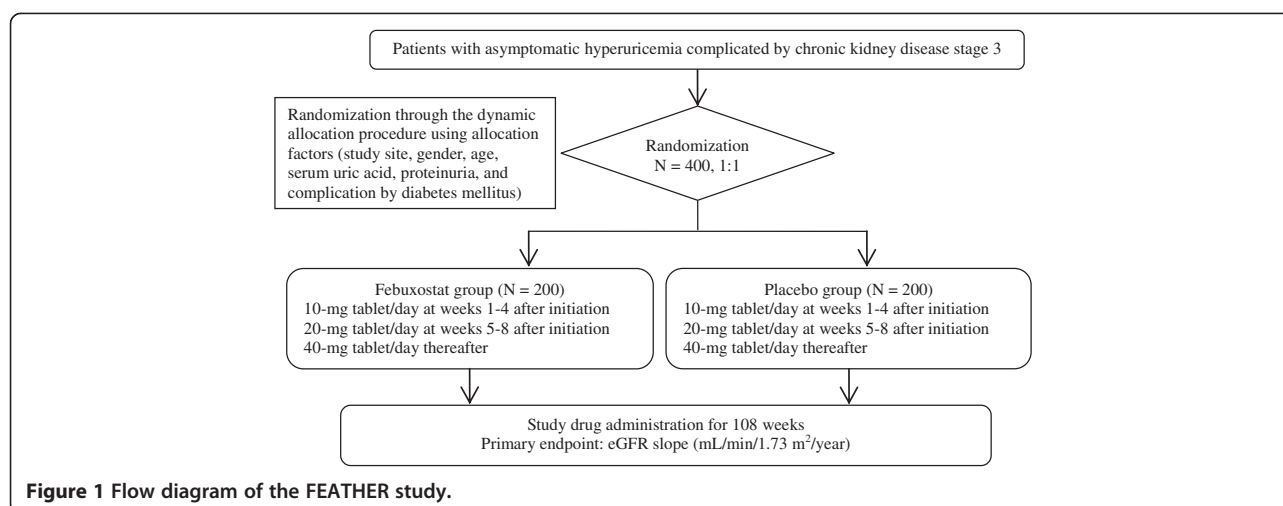 Patients with asymptomatic hyperuricemia complicated by chronic kidney disease stage 3
Randomization through the dynamic
allocation procedure using allocation
factors (study site, gender, age,
serum uric acid, proteinuria, and
complication by diabetes mellitus)
Randomization
N = 400, 1:1
Febuxostat group (N = 200)
10-mg tablet/day at weeks 1-4 after initiation
20-mg tablet/day at weeks 5-8 after initiation
40-mg tablet/day thereafter
Placebo group (N = 200)
10-mg tablet/day at weeks 1-4 after initiation
20-mg tablet/day at weeks 5-8 after initiation
40-mg tablet/day thereafter
Study drug administration for 108 weeks
Primary endpoint: eGFR slope (mL/min/1.73 m²/year)
Figure 1 Flow diagram of the FEATHER study.